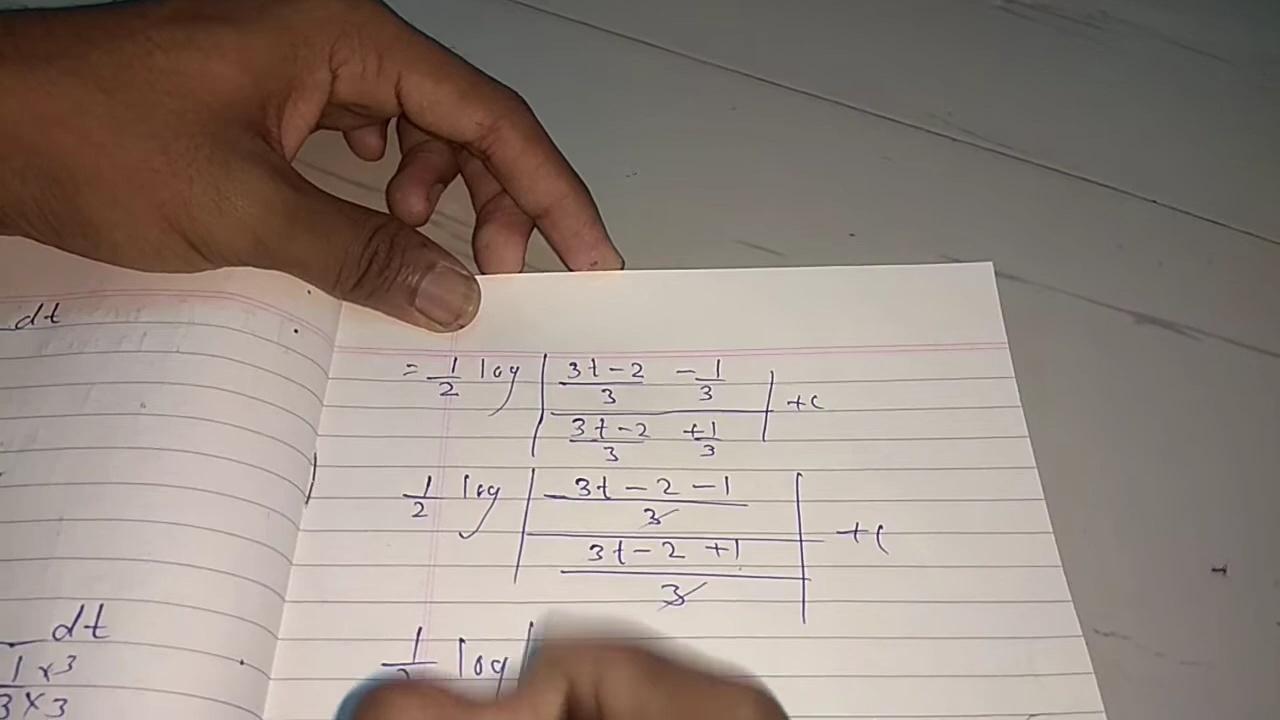 dt
= 1/2 log | (3t-2)/3 - 1/3 / (3t-2)/3 + 1/3 | +c
1/2 log | (3t-2-1)/3 / (3t-2+1)/3 | +c
1/2 log |
dt
1 x 3
3 x 3